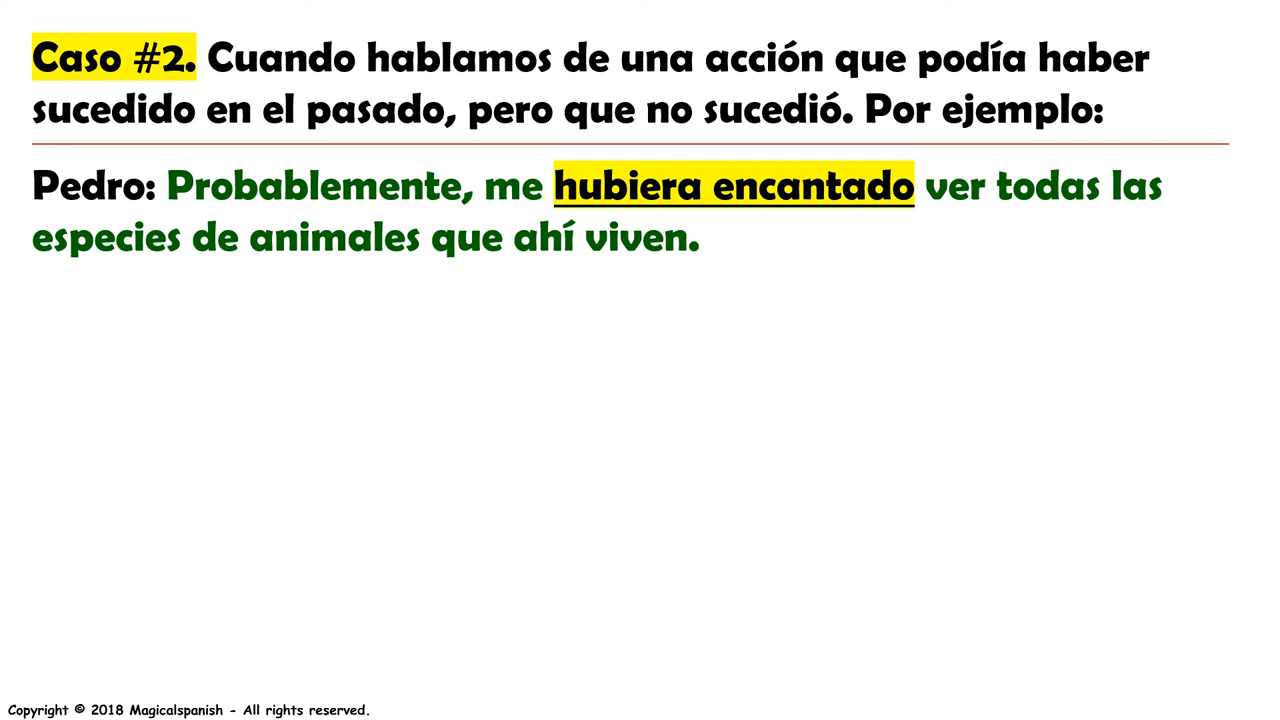 Caso #2. Cuando hablamos de una acción que podía haber
sucedido en el pasado, pero que no sucedió. Por ejemplo:
Pedro: Probablemente, me hubiera encantado ver todas las
especies de animales que ahí viven.
Copyright © 2018 Magicalspanish - All rights reserved.